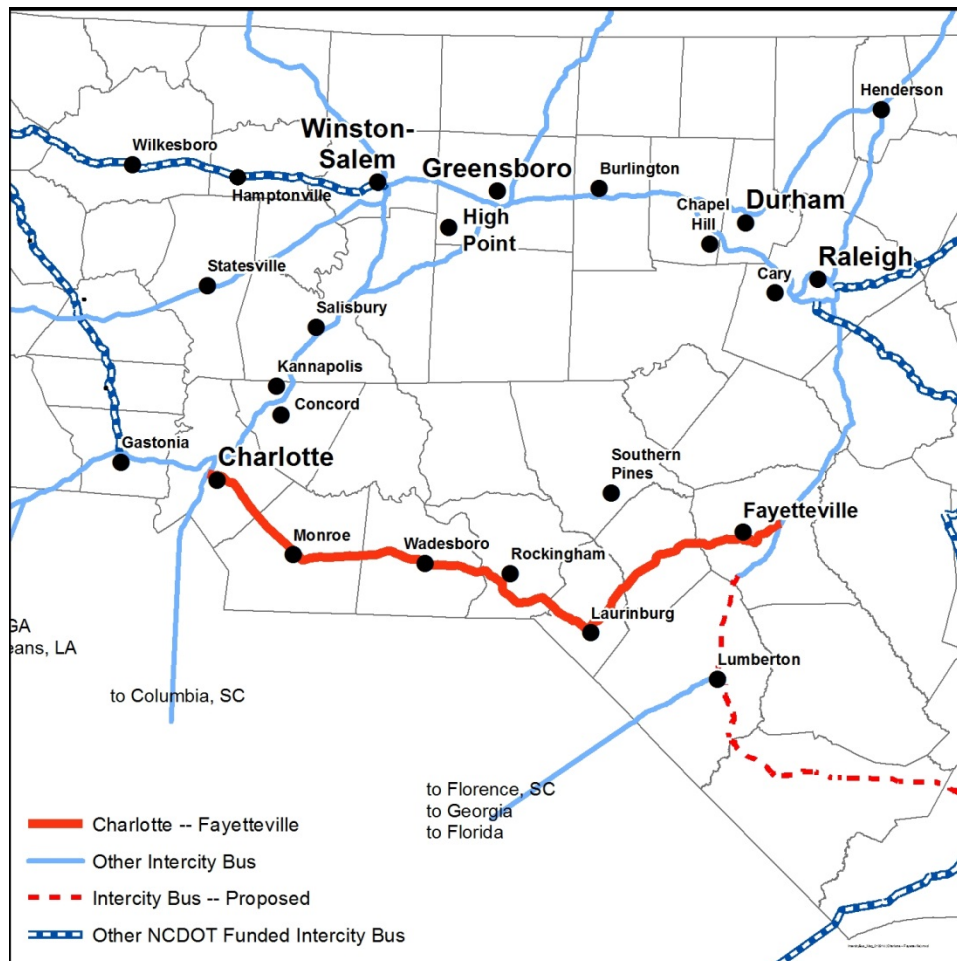 Henderson
Winston-
Salem
Wilkesboro
Greensboro
Burlington
Hamptonville
Durham
Chapel
Hill
High
Point
Raleigh
Statesville
Cary
Salisbury
Kannapolis
Concord
Gastonia
Charlotte
Southern
Pines
Fayetteville
Monroe
Wadesboro
Rockingham
Laurinburg
GA
eans, LA
Lumberton
to Columbia, SC
to Florence, SC
to Georgia
to Florida
Charlotte -- Fayetteville
Other Intercity Bus
Intercity Bus -- Proposed
Other NCDOT Funded Intercity Bus